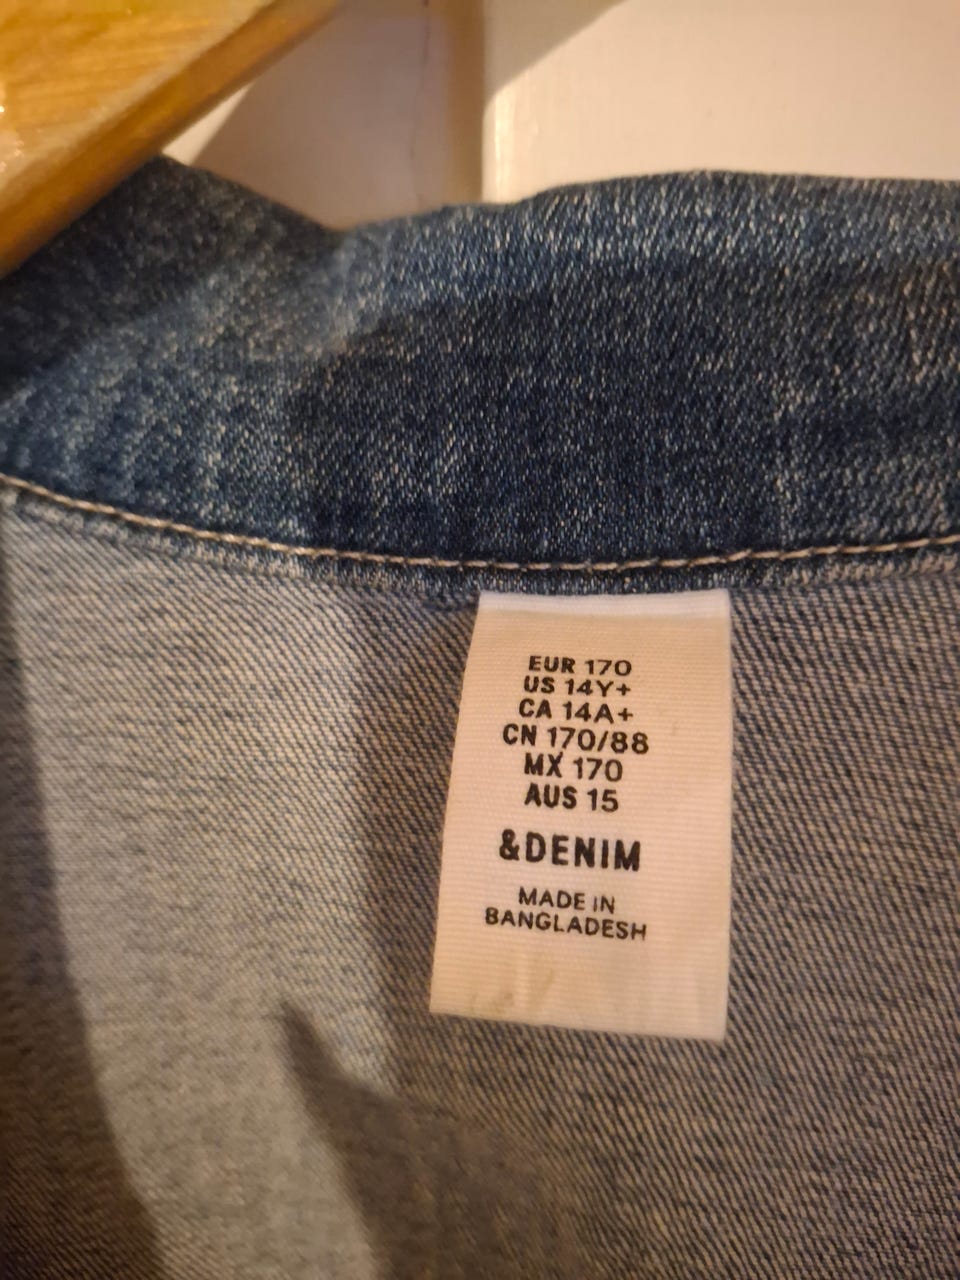 EUR 170
US 14Y+
CA 14A+
CN 170/88
MX 170
AUS 15
&DENIM
MADE IN
BANGLADESH